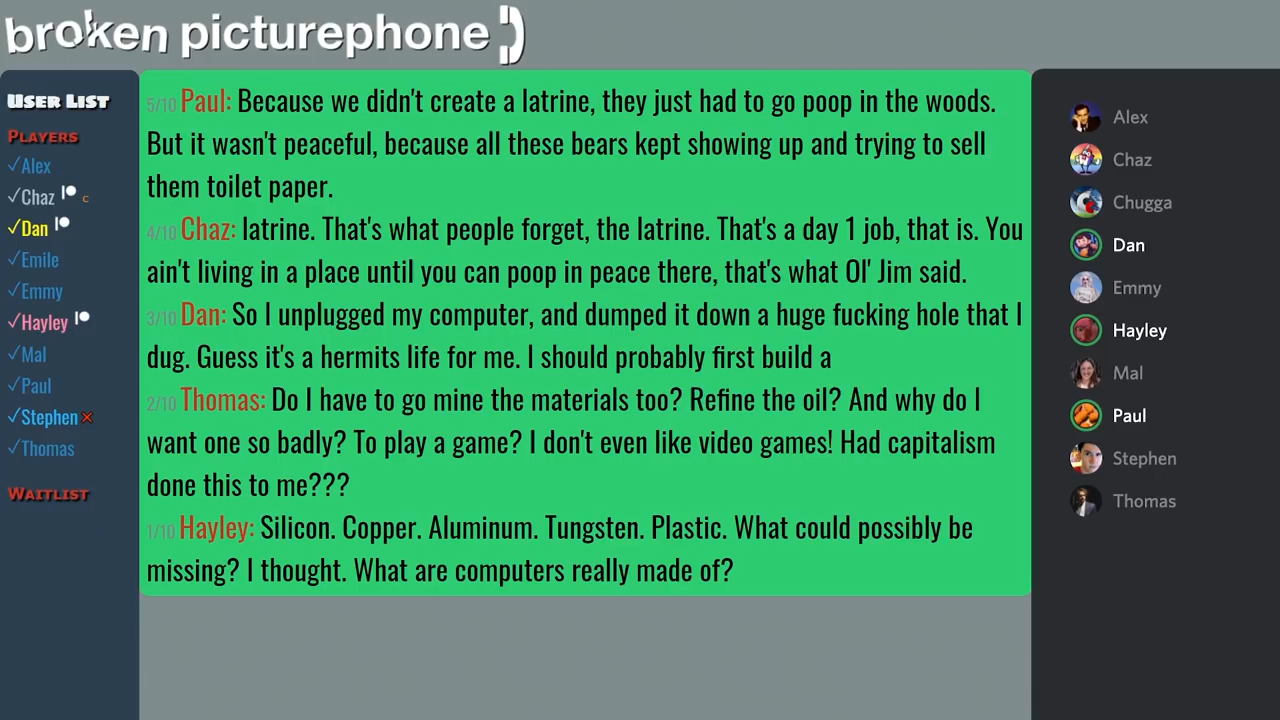 broken picturephone
USER LIST
PLAYERS
✓Alex
✓Chaz c
✓Dan
✓Emile
✓Emmy
✓Hayley
✓Mal
✓Paul
✓Stephen ×
✓Thomas
WAITLIST
5/10 Paul: Because we didn't create a latrine, they just had to go poop in the woods.
But it wasn't peaceful, because all these bears kept showing up and trying to sell
them toilet paper.
4/10 Chaz: latrine. That's what people forget, the latrine. That's a day 1 job, that is. You
ain't living in a place until you can poop in peace there, that's what Ol' Jim said.
3/10 Dan: So I unplugged my computer, and dumped it down a huge fucking hole that I
dug. Guess it's a hermits life for me. I should probably first build a
2/10 Thomas: Do I have to go mine the materials too? Refine the oil? And why do I
want one so badly? To play a game? I don't even like video games! Had capitalism
done this to me???
1/10 Hayley: Silicon. Copper. Aluminum. Tungsten. Plastic. What could possibly be
missing? I thought. What are computers really made of?
Alex
Chaz
Chugga
Dan
Emmy
Hayley
Mal
Paul
Stephen
Thomas